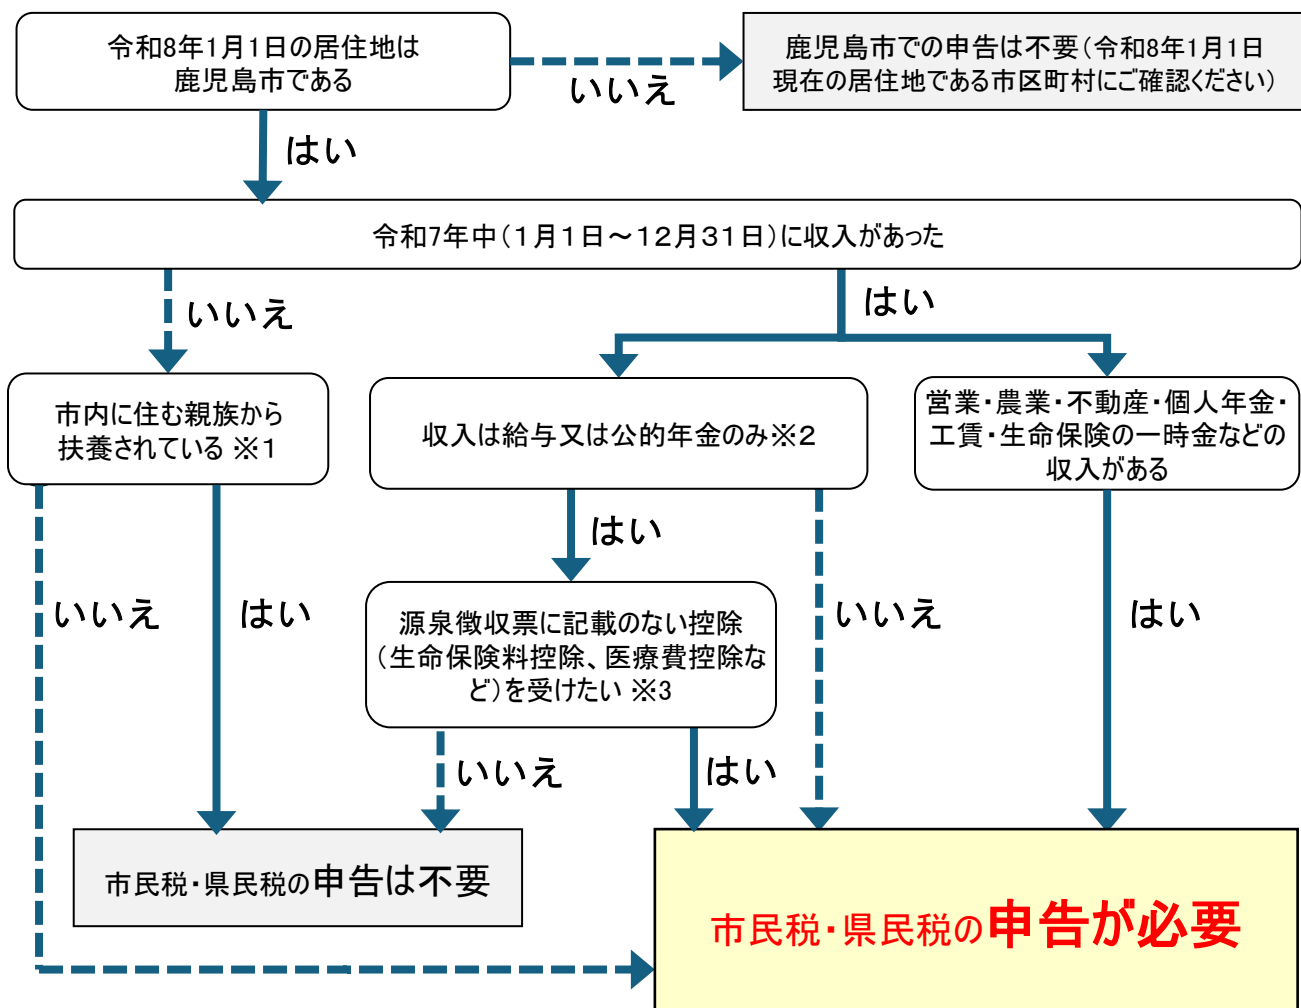 令和8年1月1日の居住地は
鹿児島市である
いいえ
鹿児島市での申告は不要(令和8年1月1日
現在の居住地である市区町村にご確認ください)
はい
令和7年中(1月1日~12月31日)に収入があった
いいえ
はい
市内に住む親族から
扶養されている ※1
収入は給与又は公的年金のみ※2
営業・農業・不動産・個人年金・
工賃・生命保険の一時金などの
収入がある
はい
いいえ
はい
源泉徴収票に記載のない控除
(生命保険料控除、医療費控除な
ど)を受けたい ※3
いいえ
はい
いいえ
はい
市民税・県民税の申告は不要
市民税・県民税の申告が必要